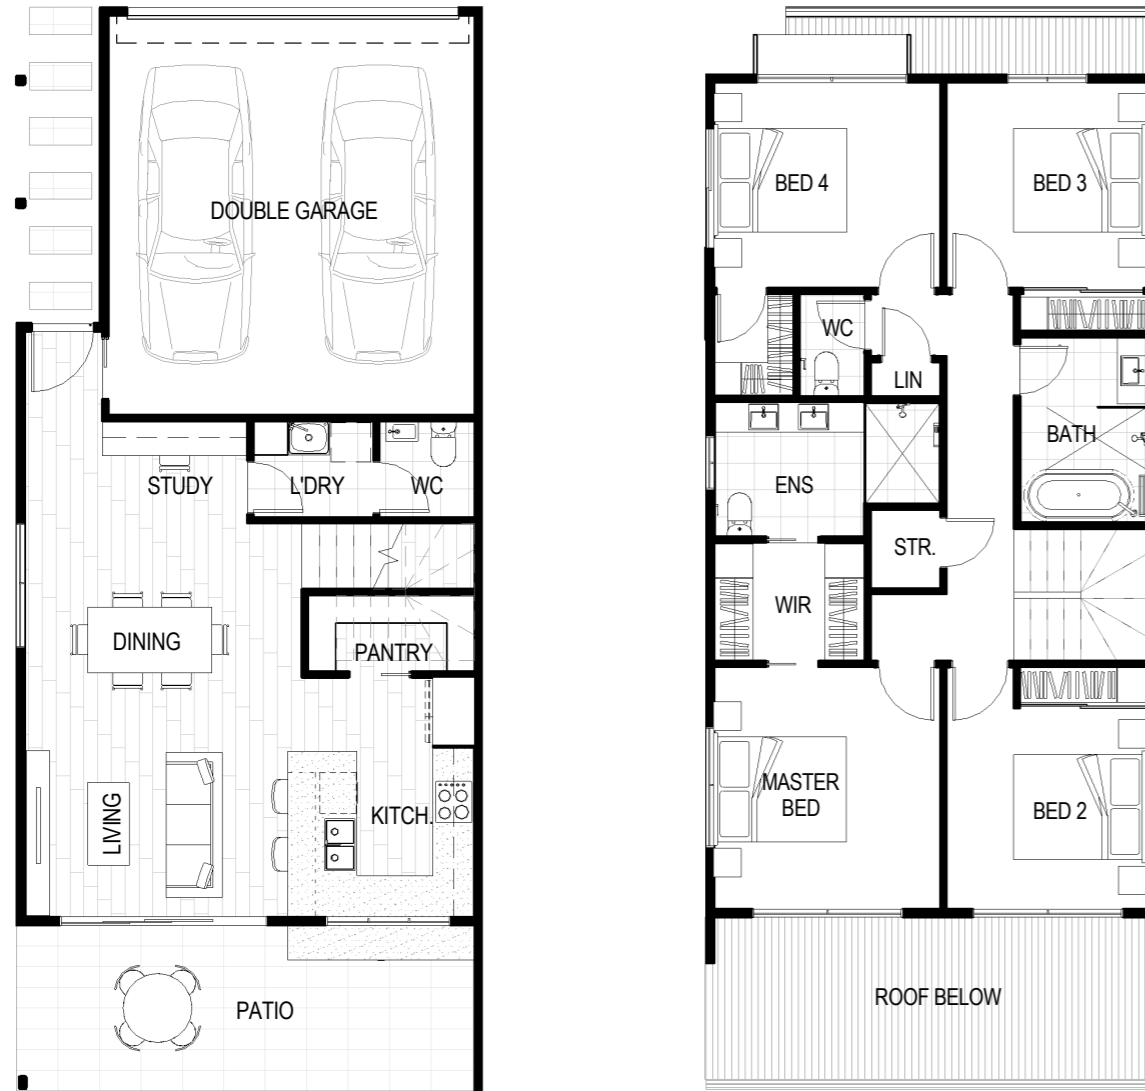 DOUBLE GARAGE
STUDY
L'DRY
WC
DINING
PANTRY
LIVING
KITCH.
PATIO
BED 4
BED 3
WC
LIN
BATH
ENS
STR.
WIR
MASTER
BED
BED 2
ROOF BELOW